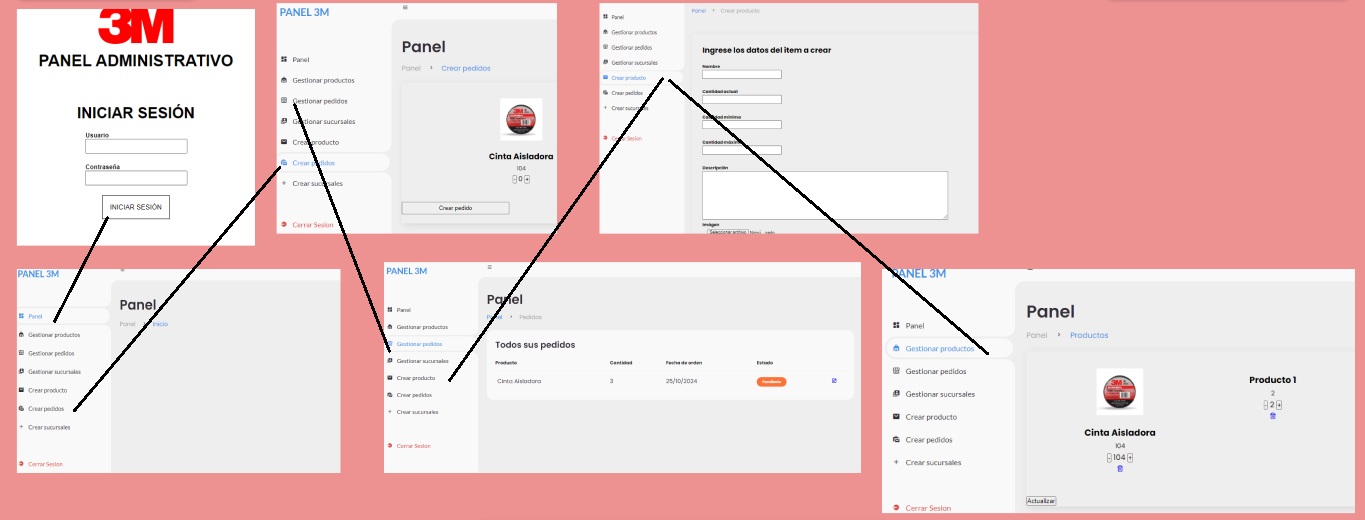 3M
PANEL ADMINISTRATIVO
INICIAR SESIÓN
Usuario
Contraseña
INICIAR SESIÓN
PANEL 3M
Panel
Gestionar productos
Gestionar pedidos
Gestionar sucursales
Crear producto
Crear pedidos
Crear sucursales
Cerrar Sesion
Panel
Panel > Crear pedidos
3M
Cinta Aisladora
104
- 0 +
Crear pedido
Panel
Gestionar productos
Gestionar pedidos
Gestionar sucursales
Crear producto
Crear pedidos
Crear sucursales
Cerrar Sesion
Panel > Crear producto
Ingrese los datos del item a crear
Nombre
Cantidad actual
Cantidad minima
Cantidad máxima
Descripción
Imágen
Seleccionar archivo
PANEL 3M
Panel
Gestionar productos
Gestionar pedidos
Gestionar sucursales
Crear producto
Crear pedidos
+ Crear sucursales
Cerrar Sesion
Panel
Panel > Inicio
PANEL 3M
Panel
Gestionar productos
Gestionar pedidos
Gestionar sucursales
Crear producto
Crear pedidos
+ Crear sucursales
Cerrar Sesion
Panel
Panel > Pedidos
Todos sus pedidos
Producto Cantidad Fecha de orden Estado
Cinta Aisladora 3 25/10/2024 Pendiente
PANEL 3M
Panel
Gestionar productos
Gestionar pedidos
Gestionar sucursales
Crear producto
Crear pedidos
+ Crear sucursales
Cerrar Sesion
Panel
Panel > Productos
3M
Cinta Aisladora
104
- 104 +
Producto 1
2
- 2 +
Actualizar